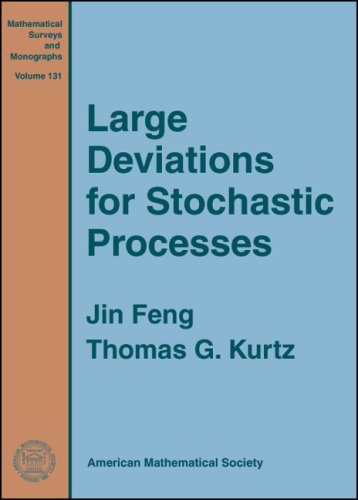 Mathematical
Surveys
and
Monographs
Volume 131
Large
Deviations
for Stochastic
Processes
Jin Feng
Thomas G. Kurtz
American Mathematical Society